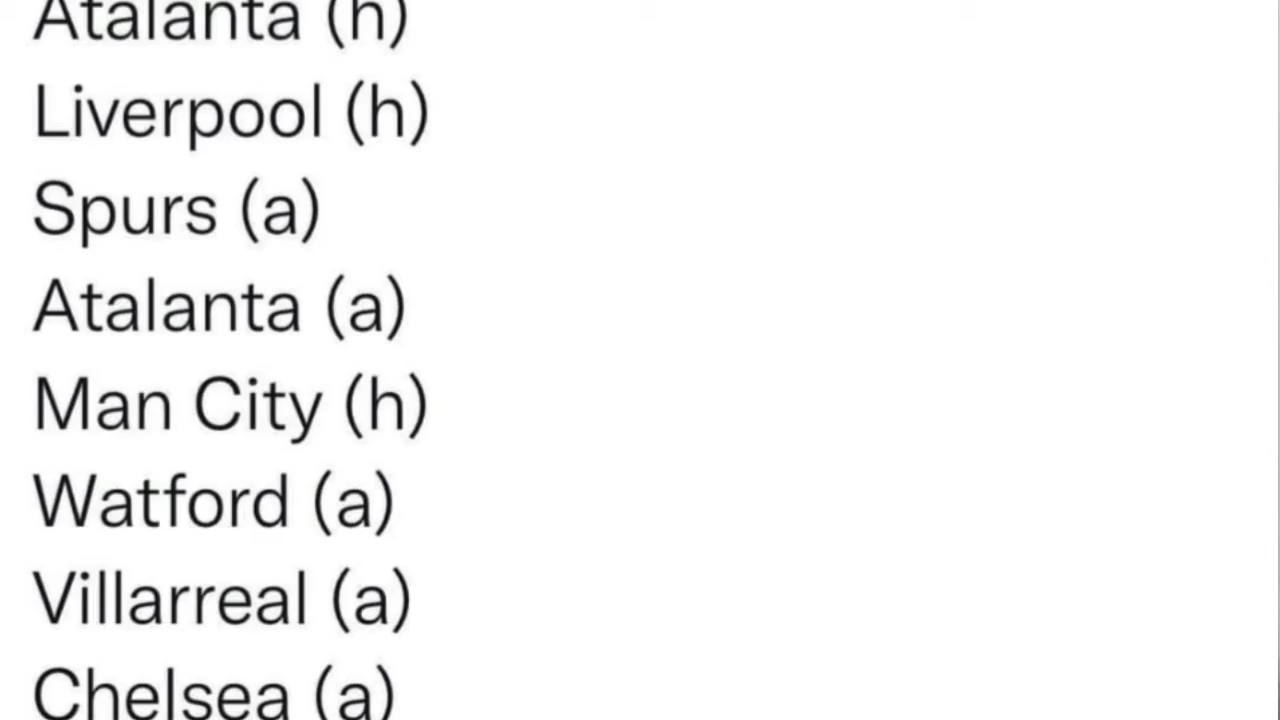 Atalanta (h)
Liverpool (h)
Spurs (a)
Atalanta (a)
Man City (h)
Watford (a)
Villarreal (a)
Chelsea (a)